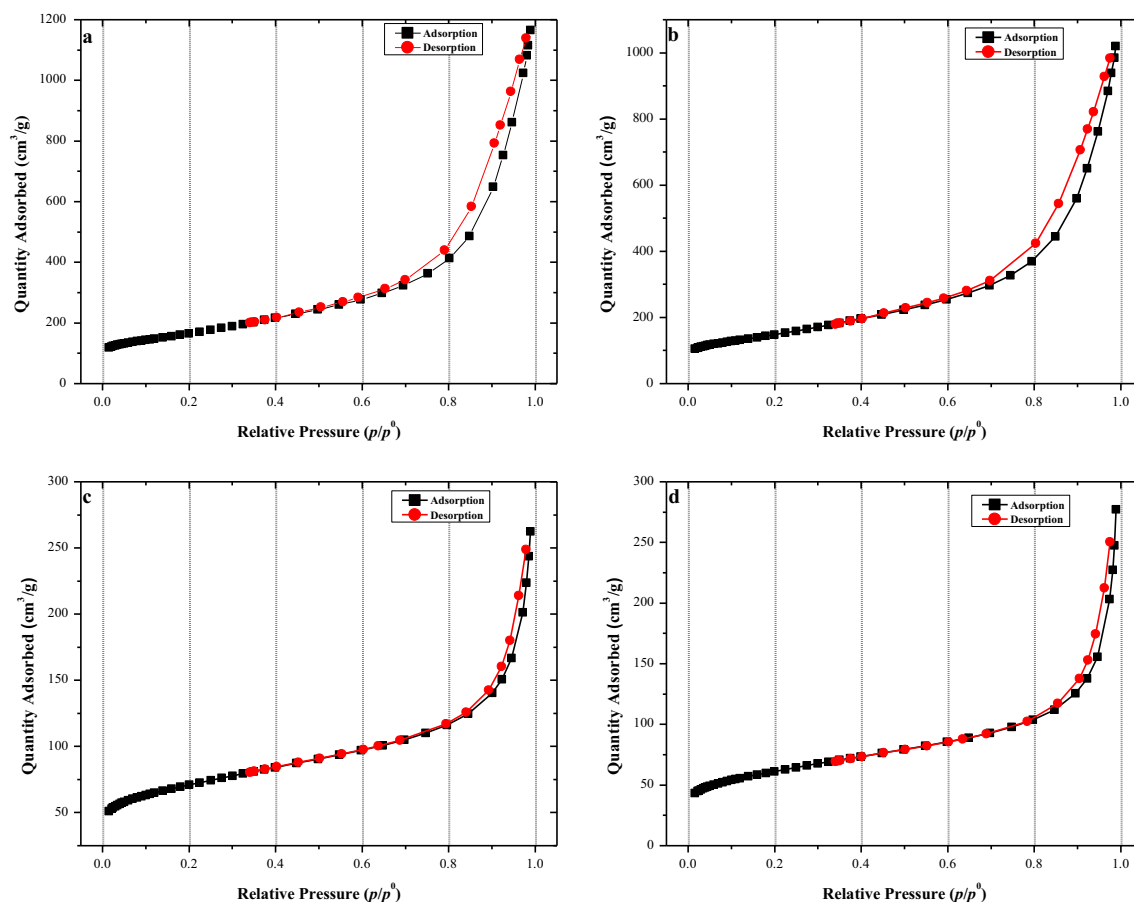 a
Adsorption
Desorption
1200
1000
800
600
400
200
0
Quantity Adsorbed (cm³/g)
0.0 0.2 0.4 0.6 0.8 1.0
Relative Pressure (p/p⁰)
b
Adsorption
Desorption
1000
800
600
400
200
0
Quantity Adsorbed (cm³/g)
0.0 0.2 0.4 0.6 0.8 1.0
Relative Pressure (p/p⁰)
c
Adsorption
Desorption
300
250
200
150
100
50
Quantity Adsorbed (cm³/g)
0.0 0.2 0.4 0.6 0.8 1.0
Relative Pressure (p/p⁰)
d
Adsorption
Desorption
300
250
200
150
100
50
0
Quantity Adsorbed (cm³/g)
0.0 0.2 0.4 0.6 0.8 1.0
Relative Pressure (p/p⁰)